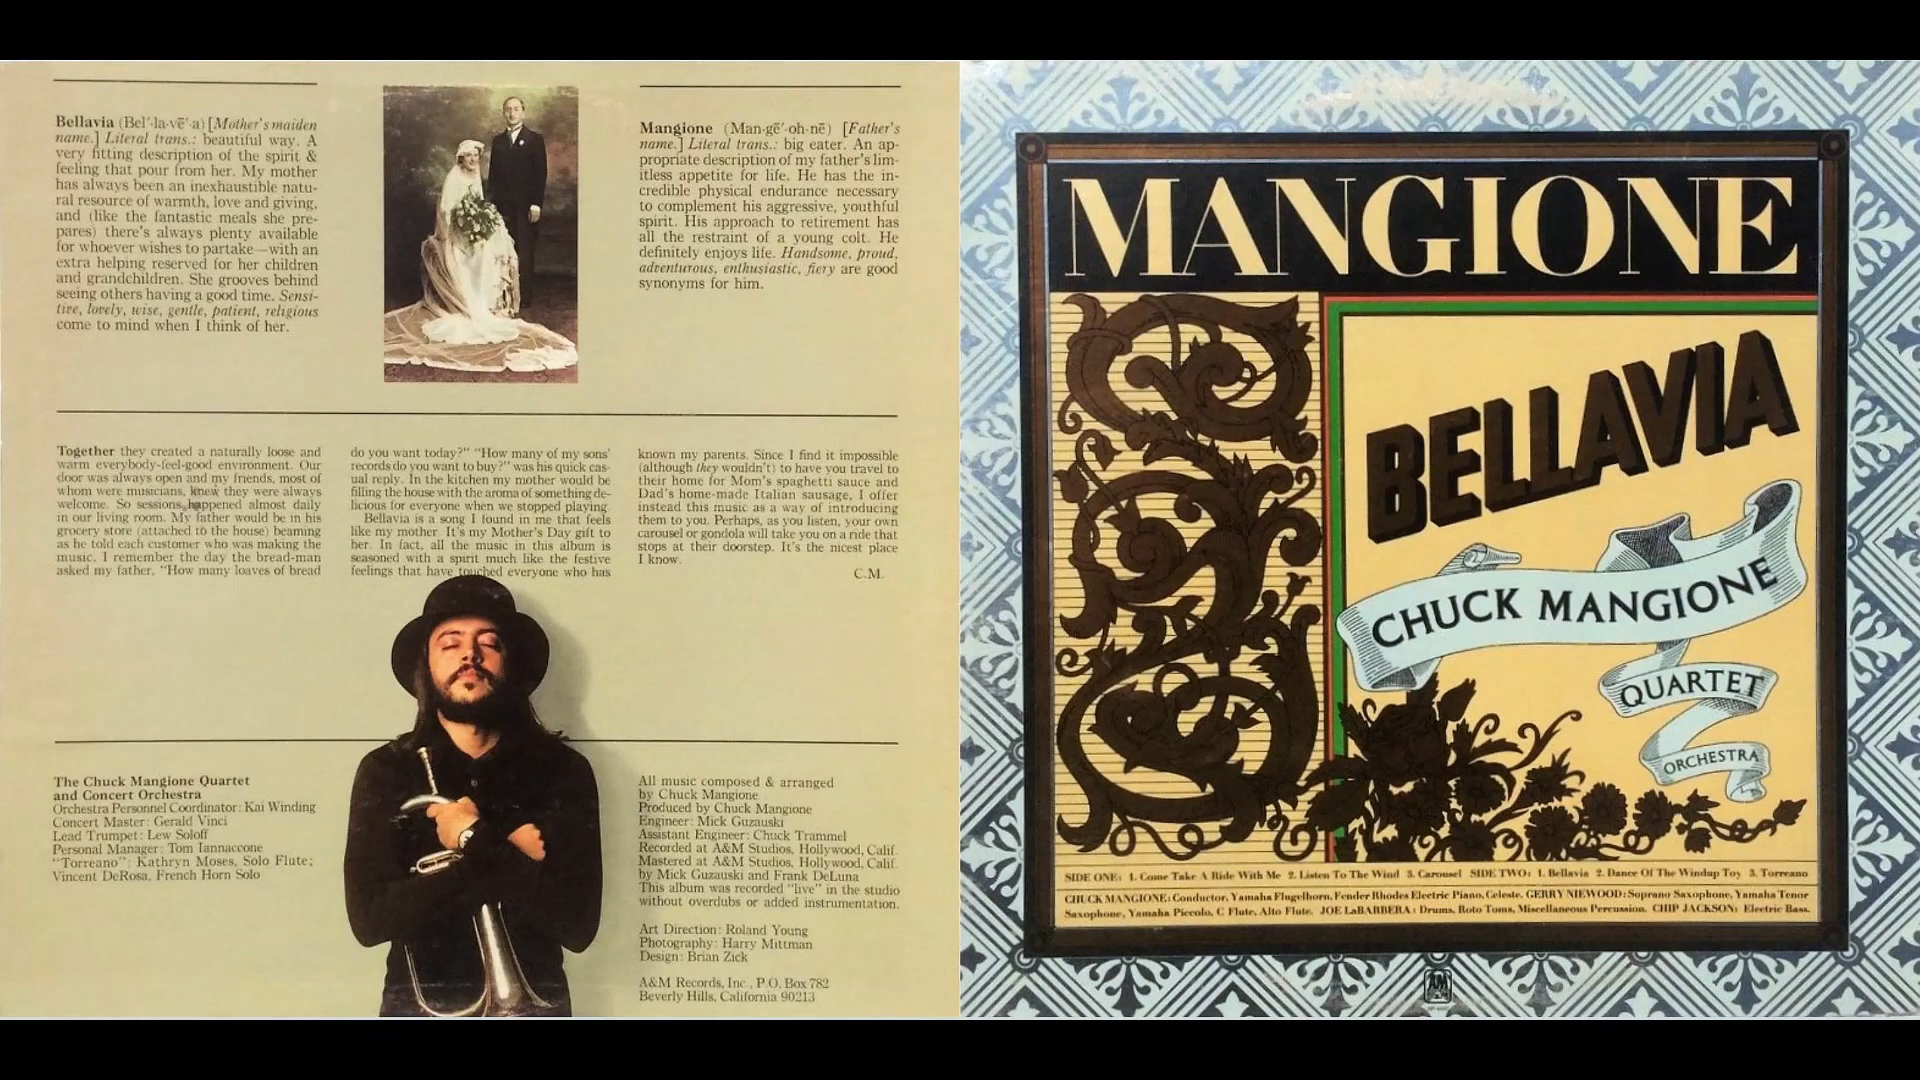 Bellavia (Bel′·la·vē′·a) [Mother's maiden
name.] Literal trans.: beautiful way. A
very fitting description of the spirit &
feeling that pour from her. My mother
has always been an inexhaustible natu-
ral resource of warmth, love and giving,
and (like the fantastic meals she pre-
pares) there's always plenty available
for whoever wishes to partake—with an
extra helping reserved for her children
and grandchildren. She grooves behind
seeing others having a good time. Sensi-
tive, lovely, wise, gentle, patient, religious
come to mind when I think of her.
Mangione (Man·gē′·oh·nē) [Father's
name.] Literal trans.: big eater. An ap-
propriate description of my father's lim-
itless appetite for life. He has the in-
credible physical endurance necessary
to complement his aggressive, youthful
spirit. His approach to retirement has
all the restraint of a young colt. He
definitely enjoys life. Handsome, proud,
adventurous, enthusiastic, fiery are good
synonyms for him.
Together they created a naturally loose and
warm everybody-feel-good environment. Our
door was always open and my friends, most of
whom were musicians, knew they were always
welcome. So sessions happened almost daily
in our living room. My father would be in his
grocery store (attached to the house) beaming
as he told each customer who was making the
music. I remember the day the bread-man
asked my father, "How many loaves of bread
do you want today?" "How many of my sons'
records do you want to buy?" was his quick cas-
ual reply. In the kitchen my mother would be
filling the house with the aroma of something de-
licious for everyone when we stopped playing.
Bellavia is a song I found in me that feels
like my mother. It's my Mother's Day gift to
her. In fact, all the music in this album is
seasoned with a spirit much like the festive
feelings that have touched everyone who has
known my parents. Since I find it impossible
(although they wouldn't) to have you travel to
their home for Mom's spaghetti sauce and
Dad's home-made Italian sausage, I offer
instead this music as a way of introducing
them to you. Perhaps, as you listen, your own
carousel or gondola will take you on a ride that
stops at their doorstep. It's the nicest place
I know.
C.M.
The Chuck Mangione Quartet
and Concert Orchestra
Orchestra Personnel Coordinator: Kai Winding
Concert Master: Gerald Vinci
Lead Trumpet: Lew Soloff
Personal Manager: Tom Iannaccone
"Torreano": Kathryn Moses, Solo Flute;
Vincent DeRosa, French Horn Solo
All music composed & arranged
by Chuck Mangione
Produced by Chuck Mangione
Engineer: Mick Guzauski
Assistant Engineer: Chuck Trammel
Recorded at A&M Studios, Hollywood, Calif.
Mastered at A&M Studios, Hollywood, Calif.
by Mick Guzauski and Frank DeLuna
This album was recorded "live" in the studio
without overdubs or added instrumentation.
Art Direction: Roland Young
Photography: Harry Mittman
Design: Brian Zick
A&M Records, Inc., P.O. Box 782
Beverly Hills, California 90213
MANGIONE
BELLAVIA
CHUCK MANGIONE
QUARTET
ORCHESTRA
SIDE ONE: 1. Come Take A Ride With Me 2. Listen To The Wind 3. Carousel SIDE TWO: 1. Bellavia 2. Dance Of The Windup Toy 3. Torreano
CHUCK MANGIONE: Conductor, Yamaha Flugelhorn, Fender Rhodes Electric Piano, Celeste. GERRY NIEWOOD: Soprano Saxophone, Yamaha Tenor
Saxophone, Yamaha Piccolo, C Flute, Alto Flute. JOE LaBARBERA: Drums, Roto Toms, Miscellaneous Percussion. CHIP JACKSON: Electric Bass.
AM